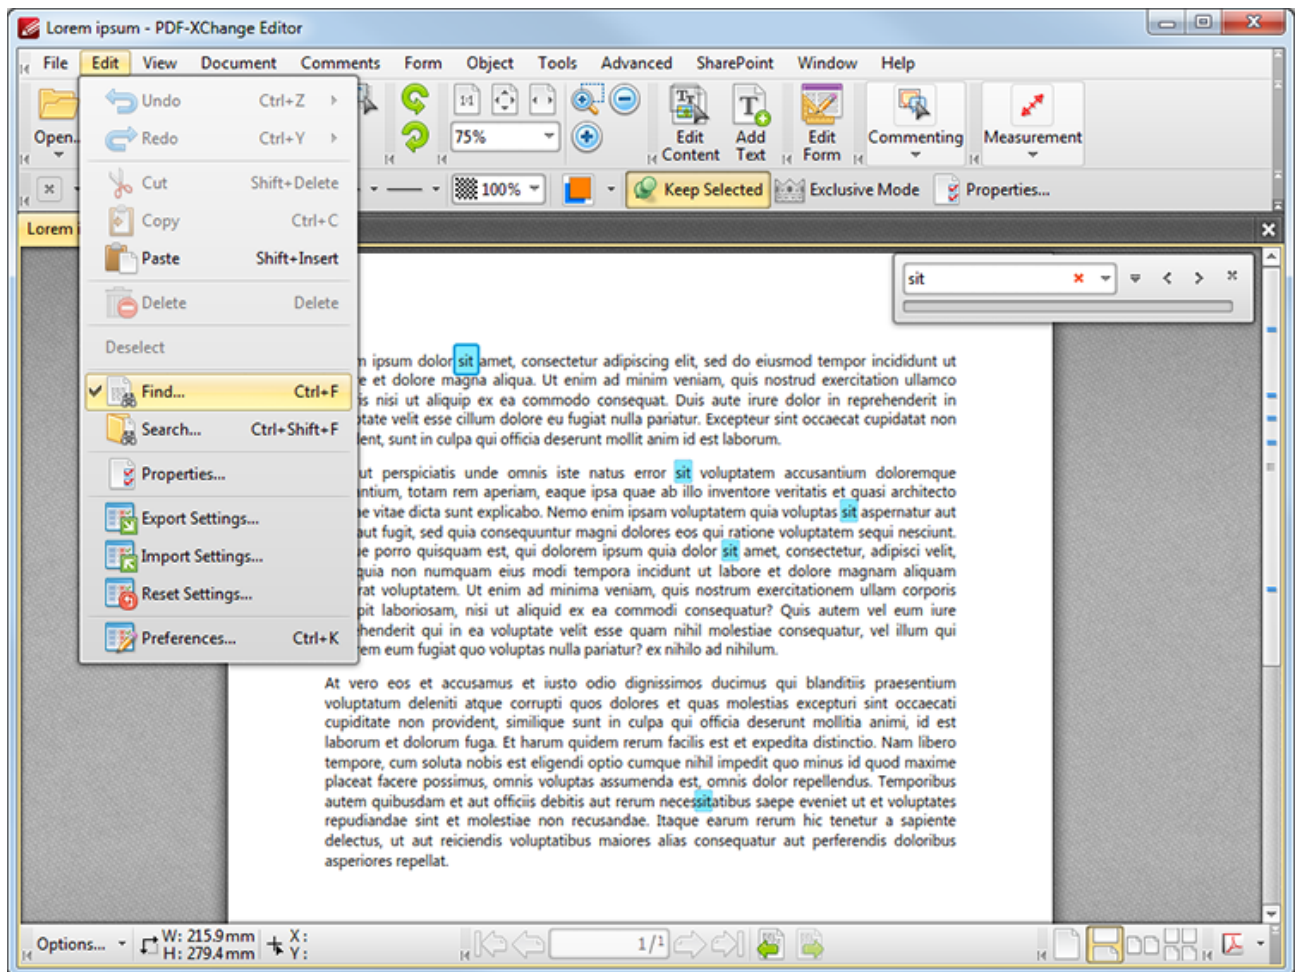 Lorem ipsum - PDF-XChange Editor
File Edit View Document Comments Form Object Tools Advanced SharePoint Window Help
Open...
Undo Ctrl+Z
Redo Ctrl+Y
Cut Shift+Delete
Copy Ctrl+C
Paste Shift+Insert
Delete Delete
Deselect
Find... Ctrl+F
Search... Ctrl+Shift+F
Properties...
Export Settings...
Import Settings...
Reset Settings...
Preferences... Ctrl+K
1:1
75%
Edit Content
Add Text
Edit Form
Commenting
Measurement
100%
Keep Selected
Exclusive Mode
Properties...
Lorem
sit
ipsum dolor sit amet, consectetur adipiscing elit, sed do eiusmod tempor incididunt ut
et dolore magna aliqua. Ut enim ad minim veniam, quis nostrud exercitation ullamco
nisi ut aliquip ex ea commodo consequat. Duis aute irure dolor in reprehenderit in
velit esse cillum dolore eu fugiat nulla pariatur. Excepteur sint occaecat cupidatat non
sunt in culpa qui officia deserunt mollit anim id est laborum.
ut perspiciatis unde omnis iste natus error sit voluptatem accusantium doloremque
totam rem aperiam, eaque ipsa quae ab illo inventore veritatis et quasi architecto
vitae dicta sunt explicabo. Nemo enim ipsam voluptatem quia voluptas sit aspernatur aut
aut fugit, sed quia consequuntur magni dolores eos qui ratione voluptatem sequi nesciunt.
porro quisquam est, qui dolorem ipsum quia dolor sit amet, consectetur, adipisci velit,
quia non numquam eius modi tempora incidunt ut labore et dolore magnam aliquam
voluptatem. Ut enim ad minima veniam, quis nostrum exercitationem ullam corporis
laboriosam, nisi ut aliquid ex ea commodi consequatur? Quis autem vel eum iure
qui in ea voluptate velit esse quam nihil molestiae consequatur, vel illum qui
eum fugiat quo voluptas nulla pariatur? ex nihilo ad nihilum.
At vero eos et accusamus et iusto odio dignissimos ducimus qui blanditiis praesentium
voluptatum deleniti atque corrupti quos dolores et quas molestias excepturi sint occaecati
cupiditate non provident, similique sunt in culpa qui officia deserunt mollitia animi, id est
laborum et dolorum fuga. Et harum quidem rerum facilis est et expedita distinctio. Nam libero
tempore, cum soluta nobis est eligendi optio cumque nihil impedit quo minus id quod maxime
placeat facere possimus, omnis voluptas assumenda est, omnis dolor repellendus. Temporibus
autem quibusdam et aut officiis debitis aut rerum necessitatibus saepe eveniet ut et voluptates
repudiandae sint et molestiae non recusandae. Itaque earum rerum hic tenetur a sapiente
delectus, ut aut reiciendis voluptatibus maiores alias consequatur aut perferendis doloribus
asperiores repellat.
Options...
W: 215.9mm
H: 279.4mm
X:
Y:
1/1